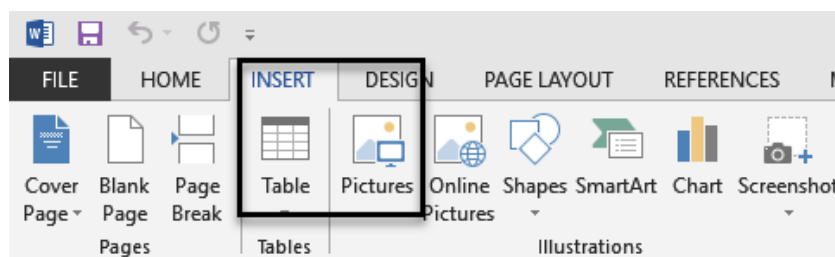 FILE HOME INSERT DESIGN PAGE LAYOUT REFERENCES
Cover Blank Page Table Pictures Online Shapes SmartArt Chart Screenshot
Page Page Break Pictures
Pages Tables Illustrations